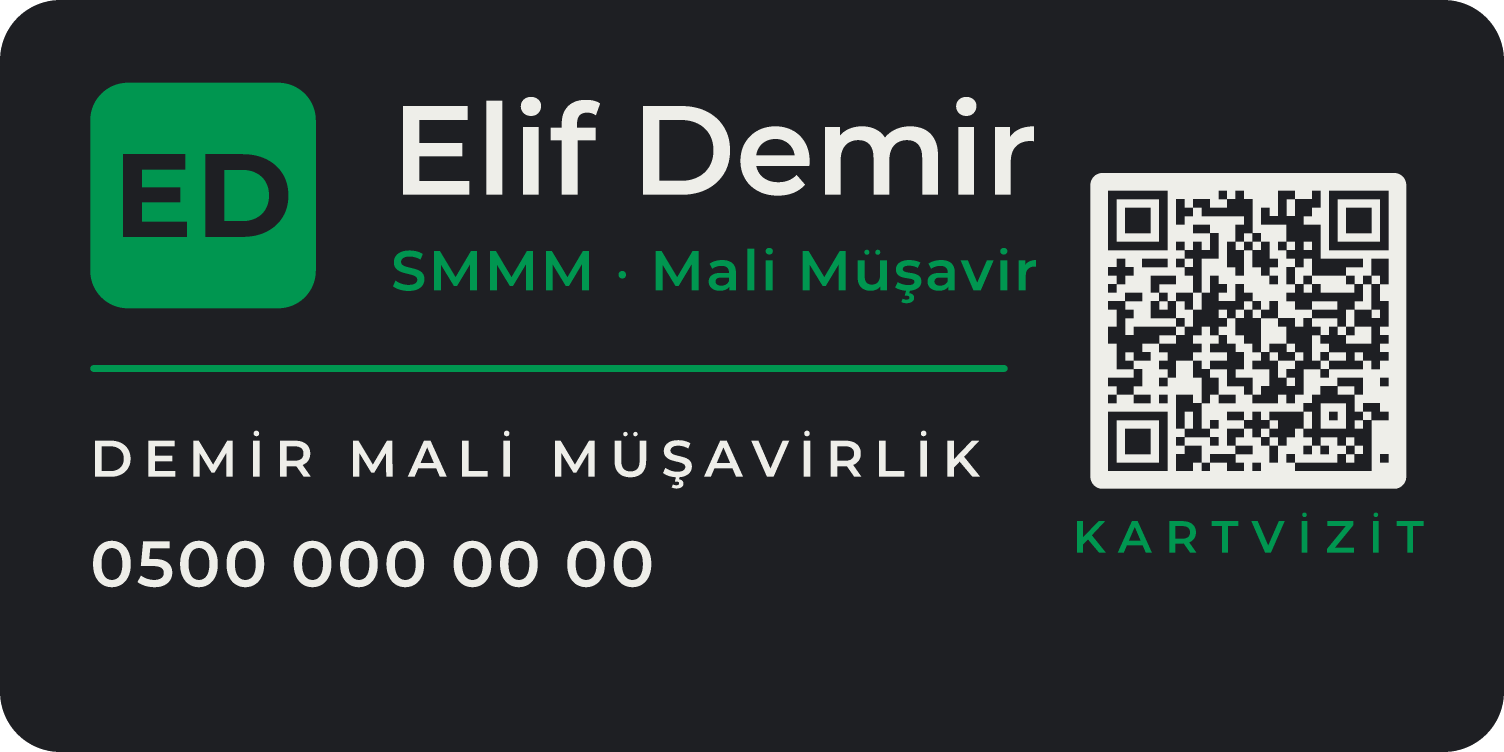 ED
Elif Demir
SMMM · Mali Müşavir
DEMİR MALİ MÜŞAVİRLİK
0500 000 00 00
KARTVİZİT